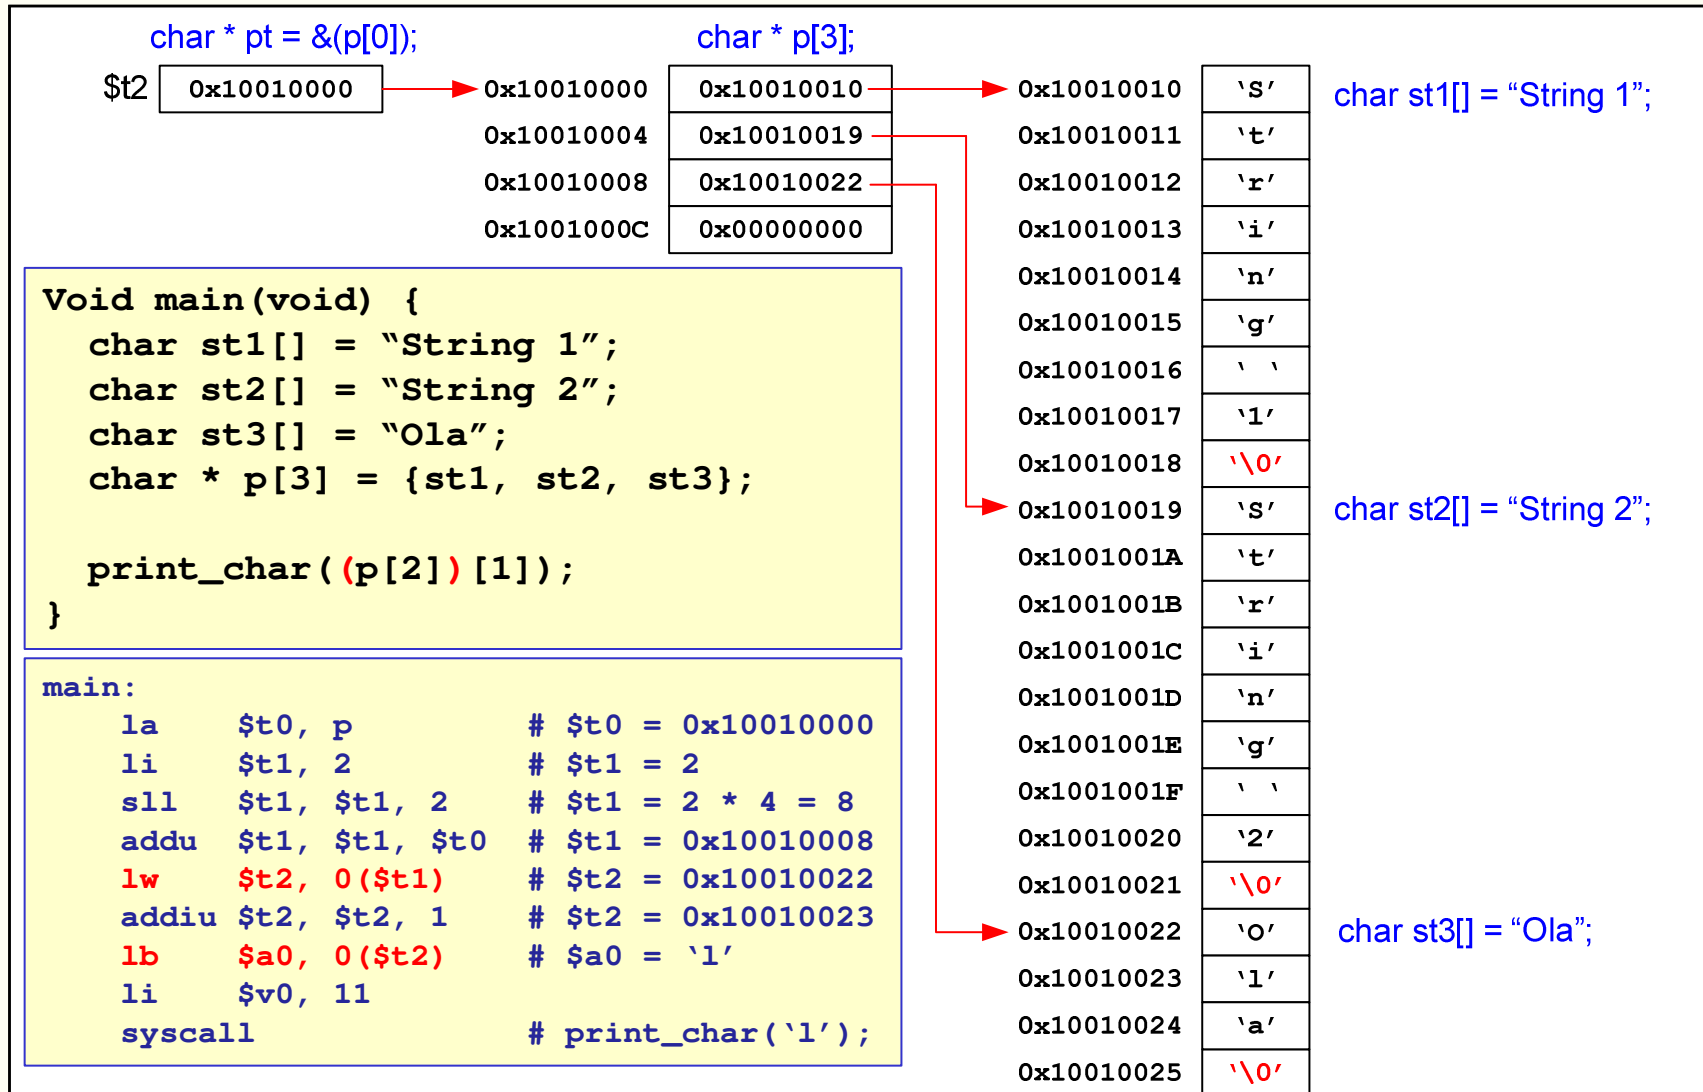 char * pt = &(p[0]);
char * p[3];
$t2 0x10010000 0x10010000 0x10010010 0x10010010 ‘S’ char st1[] = “String 1”;
0x10010004 0x10010019 0x10010011 ‘t’
0x10010008 0x10010022 0x10010012 ‘r’
0x1001000C 0x00000000 0x10010013 ‘i’
0x10010014 ‘n’
0x10010015 ‘g’
0x10010016 ‘ ‘
0x10010017 ‘1’
0x10010018 ‘\0’
0x10010019 ‘S’ char st2[] = “String 2”;
0x1001001A ‘t’
0x1001001B ‘r’
0x1001001C ‘i’
0x1001001D ‘n’
0x1001001E ‘g’
0x1001001F ‘ ‘
0x10010020 ‘2’
0x10010021 ‘\0’
0x10010022 ‘O’ char st3[] = “Ola”;
0x10010023 ‘l’
0x10010024 ‘a’
0x10010025 ‘\0’
Void main(void) {
char st1[] = “String 1”;
char st2[] = “String 2”;
char st3[] = “Ola”;
char * p[3] = {st1, st2, st3};
print_char((p[2])[1]);
}
main:
la $t0, p # $t0 = 0x10010000
li $t1, 2 # $t1 = 2
sll $t1, $t1, 2 # $t1 = 2 * 4 = 8
addu $t1, $t1, $t0 # $t1 = 0x10010008
lw $t2, 0($t1) # $t2 = 0x10010022
addiu $t2, $t2, 1 # $t2 = 0x10010023
lb $a0, 0($t2) # $a0 = ‘l’
li $v0, 11
syscall # print_char(‘l’);